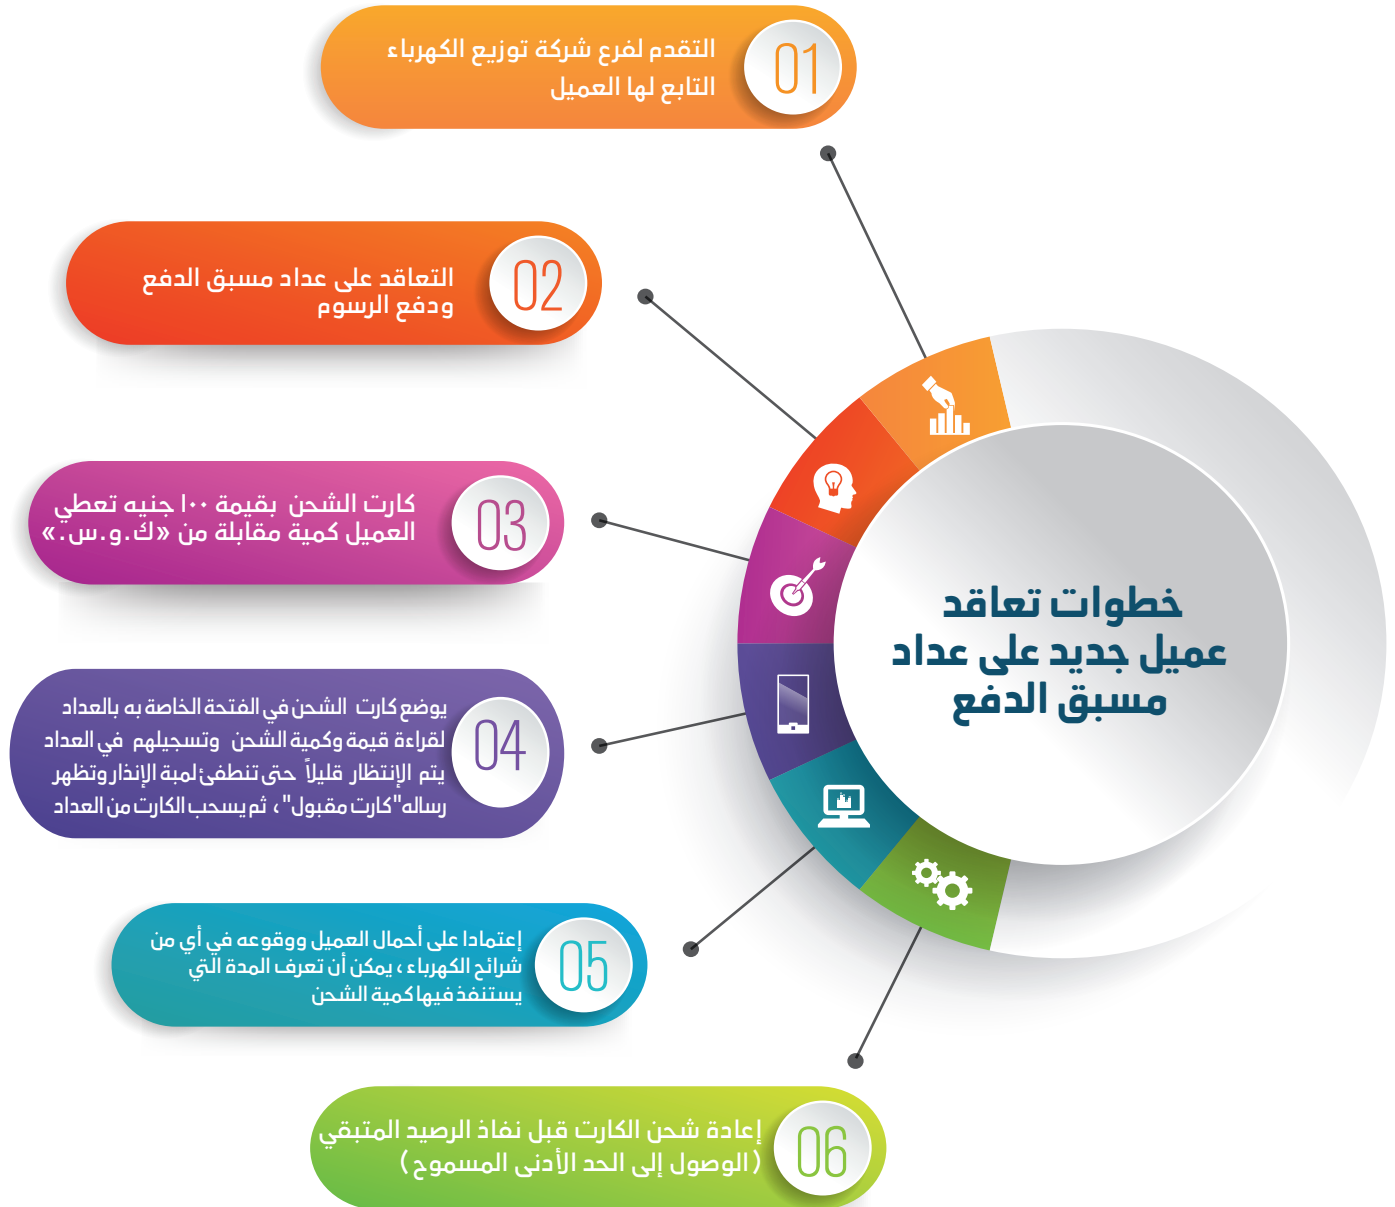 خطوات تعاقد
عميل جديد على عداد
مسبق الدفع
01
التقدم لفرع شركة توزيع الكهرباء
التابع لها العميل
02
التعاقد على عداد مسبق الدفع
ودفع الرسوم
03
كارت الشحن بقيمة ١٠٠ جنيه تعطي
العميل كمية مقابلة من «ك.و.س.»
04
يوضع كارت الشحن في الفتحة الخاصة به بالعداد
لقراءة قيمة وكمية الشحن وتسجيلهم في العداد
يتم الإنتظار قليلاً حتى تنطفئ لمبة الإنذار وتظهر
رساله"كارت مقبول"، ثم يسحب الكارت من العداد
05
إعتمادا على أحمال العميل ووقوعه في أي من
شرائح الكهرباء، يمكن أن تعرف المدة التي
يستنفذ فيها كمية الشحن
06
إعادة شحن الكارت قبل نفاذ الرصيد المتبقي
(الوصول إلى الحد الأدنى المسموح)